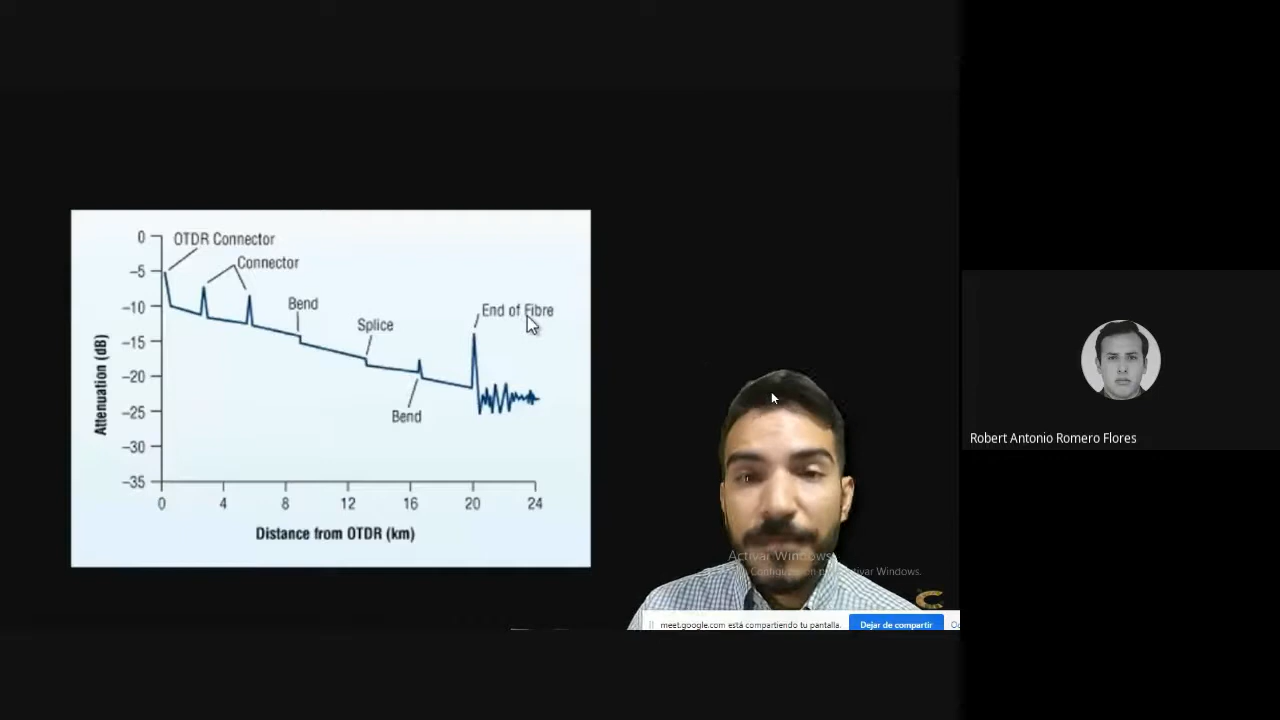 0
OTDR Connector
-5
Connector
-10
Bend
End of Fibre
Splice
-15
-20
Bend
-25
-30
-35
Attenuation (dB)
0 4 8 12 16 20 24
Distance from OTDR (km)
Robert Antonio Romero Flores
Activar Windows
Activar Windows.
meet.google.com está compartiendo tu pantalla.
Dejar de compartir